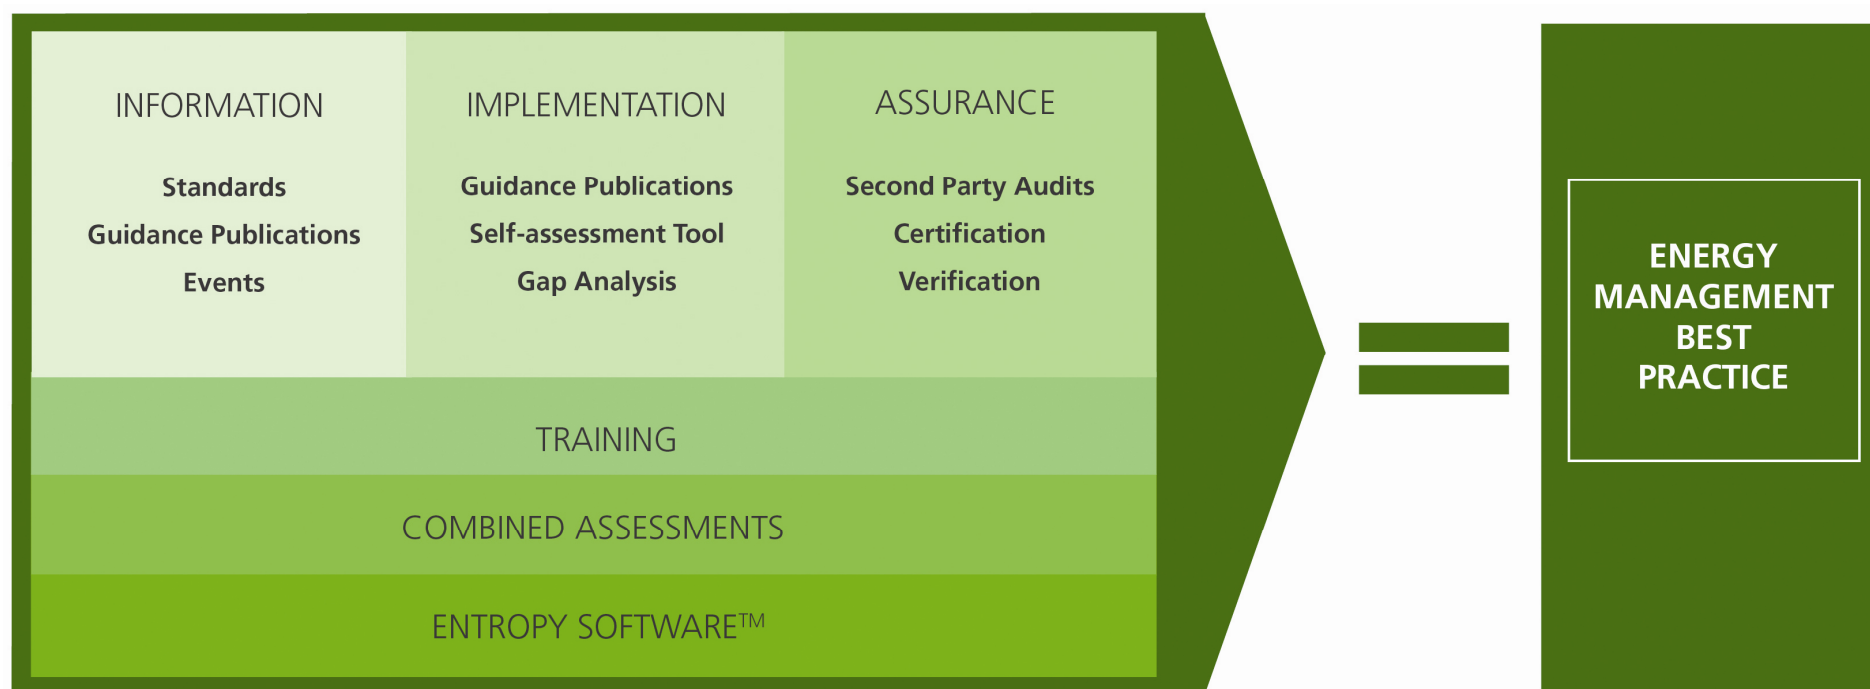 INFORMATION
Standards
Guidance Publications
Events
IMPLEMENTATION
Guidance Publications
Self-assessment Tool
Gap Analysis
ASSURANCE
Second Party Audits
Certification
Verification
TRAINING
COMBINED ASSESSMENTS
ENTROPY SOFTWARE™
ENERGY
MANAGEMENT
BEST
PRACTICE